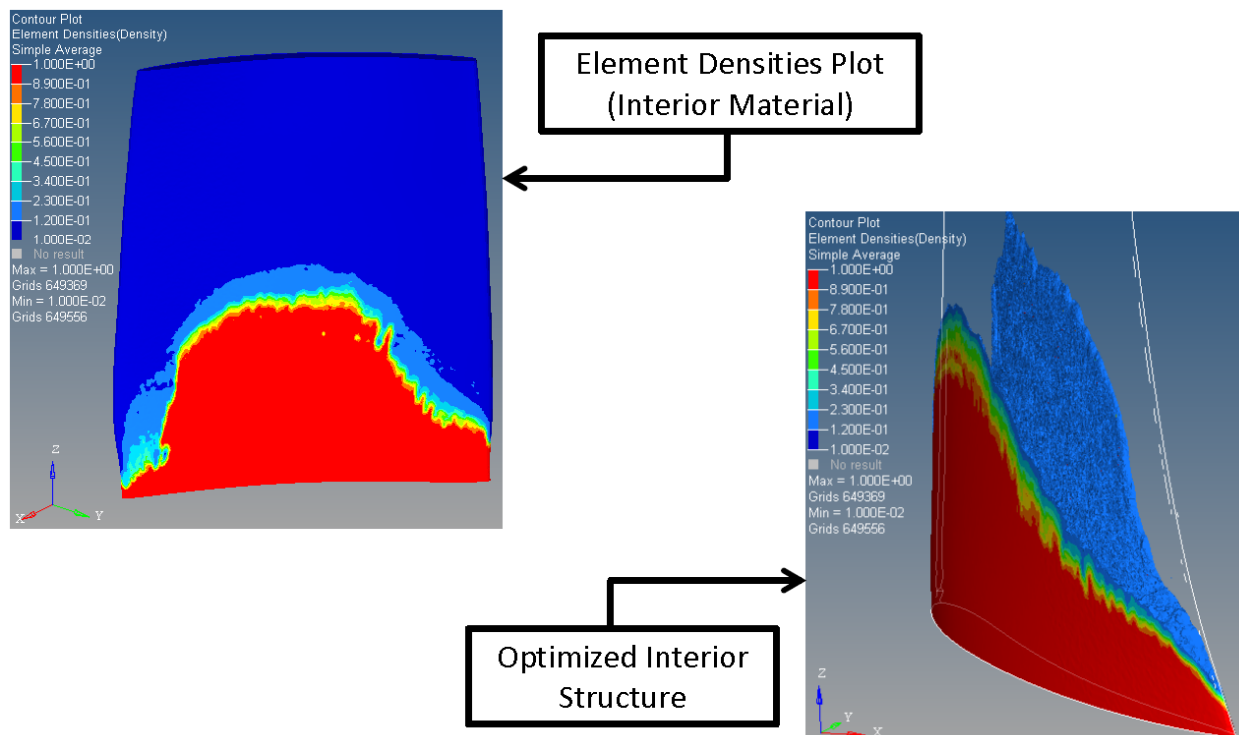 Contour Plot
Element Densities(Density)
Simple Average
1.000E+00
8.900E-01
7.800E-01
6.700E-01
5.600E-01
4.500E-01
3.400E-01
2.300E-01
1.200E-01
1.000E-02
No result
Max = 1.000E+00
Grids 649369
Min = 1.000E-02
Grids 649556
Z
X
Y
Element Densities Plot
(Interior Material)
Contour Plot
Element Densities(Density)
Simple Average
1.000E+00
8.900E-01
7.800E-01
6.700E-01
5.600E-01
4.500E-01
3.400E-01
2.300E-01
1.200E-01
1.000E-02
No result
Max = 1.000E+00
Grids 649369
Min = 1.000E-02
Grids 649556
Z
Y
X
Optimized Interior
Structure